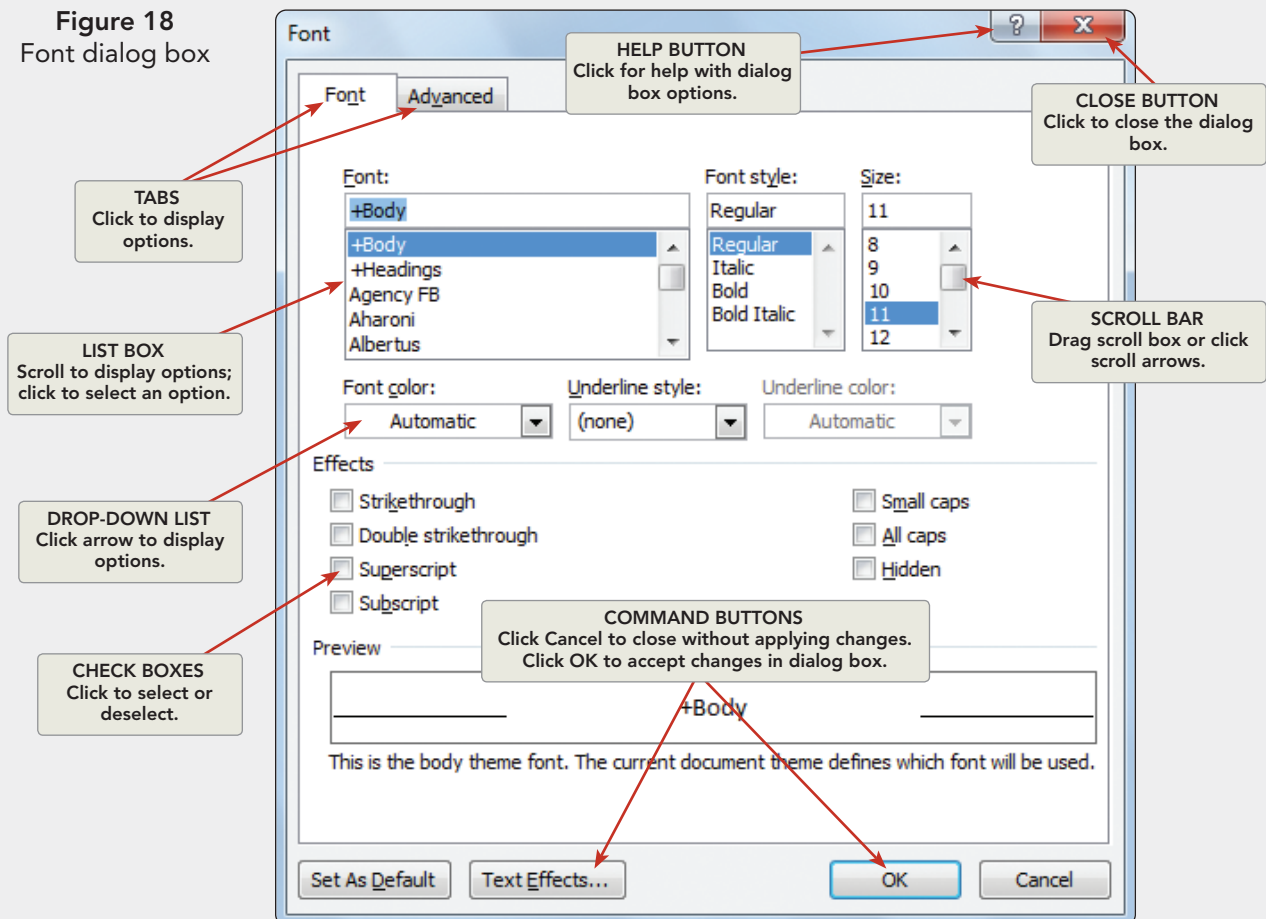 Figure 18
Font dialog box
Font
?
X
HELP BUTTON
Click for help with dialog
box options.
CLOSE BUTTON
Click to close the dialog
box.
Font
Advanced
TABS
Click to display
options.
Font:
Font style:
Size:
+Body
Regular
11
+Body
+Headings
Agency FB
Aharoni
Albertus
Regular
Italic
Bold
Bold Italic
8
9
10
11
12
LIST BOX
Scroll to display options;
click to select an option.
SCROLL BAR
Drag scroll box or click
scroll arrows.
Font color:
Underline style:
Underline color:
Automatic
(none)
Automatic
DROP-DOWN LIST
Click arrow to display
options.
Effects
Strikethrough
Double strikethrough
Superscript
Subscript
Small caps
All caps
Hidden
CHECK BOXES
Click to select or
deselect.
COMMAND BUTTONS
Click Cancel to close without applying changes.
Click OK to accept changes in dialog box.
Preview
+Body
This is the body theme font. The current document theme defines which font will be used.
Set As Default
Text Effects...
OK
Cancel